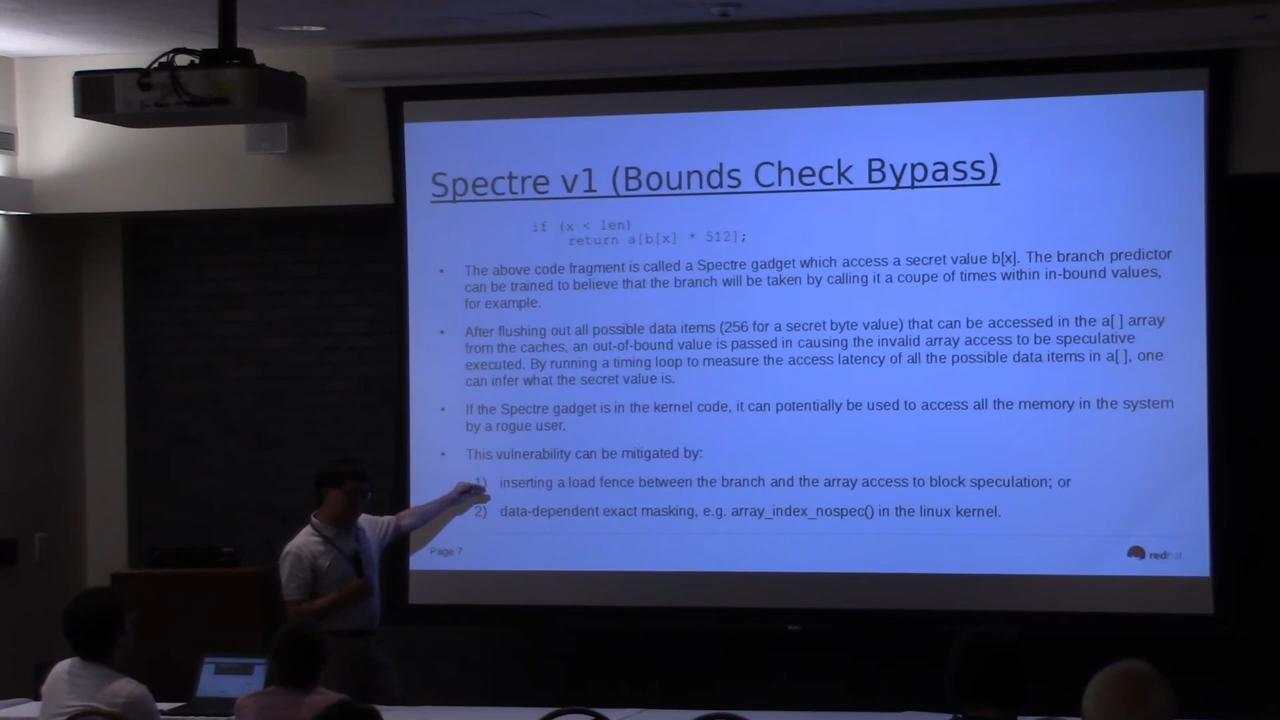 Spectre v1 (Bounds Check Bypass)
if (x < len)
return a[b[x] * 512];
• The above code fragment is called a Spectre gadget which access a secret value b[x]. The branch predictor
can be trained to believe that the branch will be taken by calling it a coupe of times within in-bound values,
for example.
• After flushing out all possible data items (256 for a secret byte value) that can be accessed in the a[ ] array
from the caches, an out-of-bound value is passed in causing the invalid array access to be speculative
executed. By running a timing loop to measure the access latency of all the possible data items in a[ ], one
can infer what the secret value is.
• If the Spectre gadget is in the kernel code, it can potentially be used to access all the memory in the system
by a rogue user.
• This vulnerability can be mitigated by:
1) inserting a load fence between the branch and the array access to block speculation; or
2) data-dependent exact masking, e.g. array_index_nospec() in the linux kernel.
Page 7
redhat